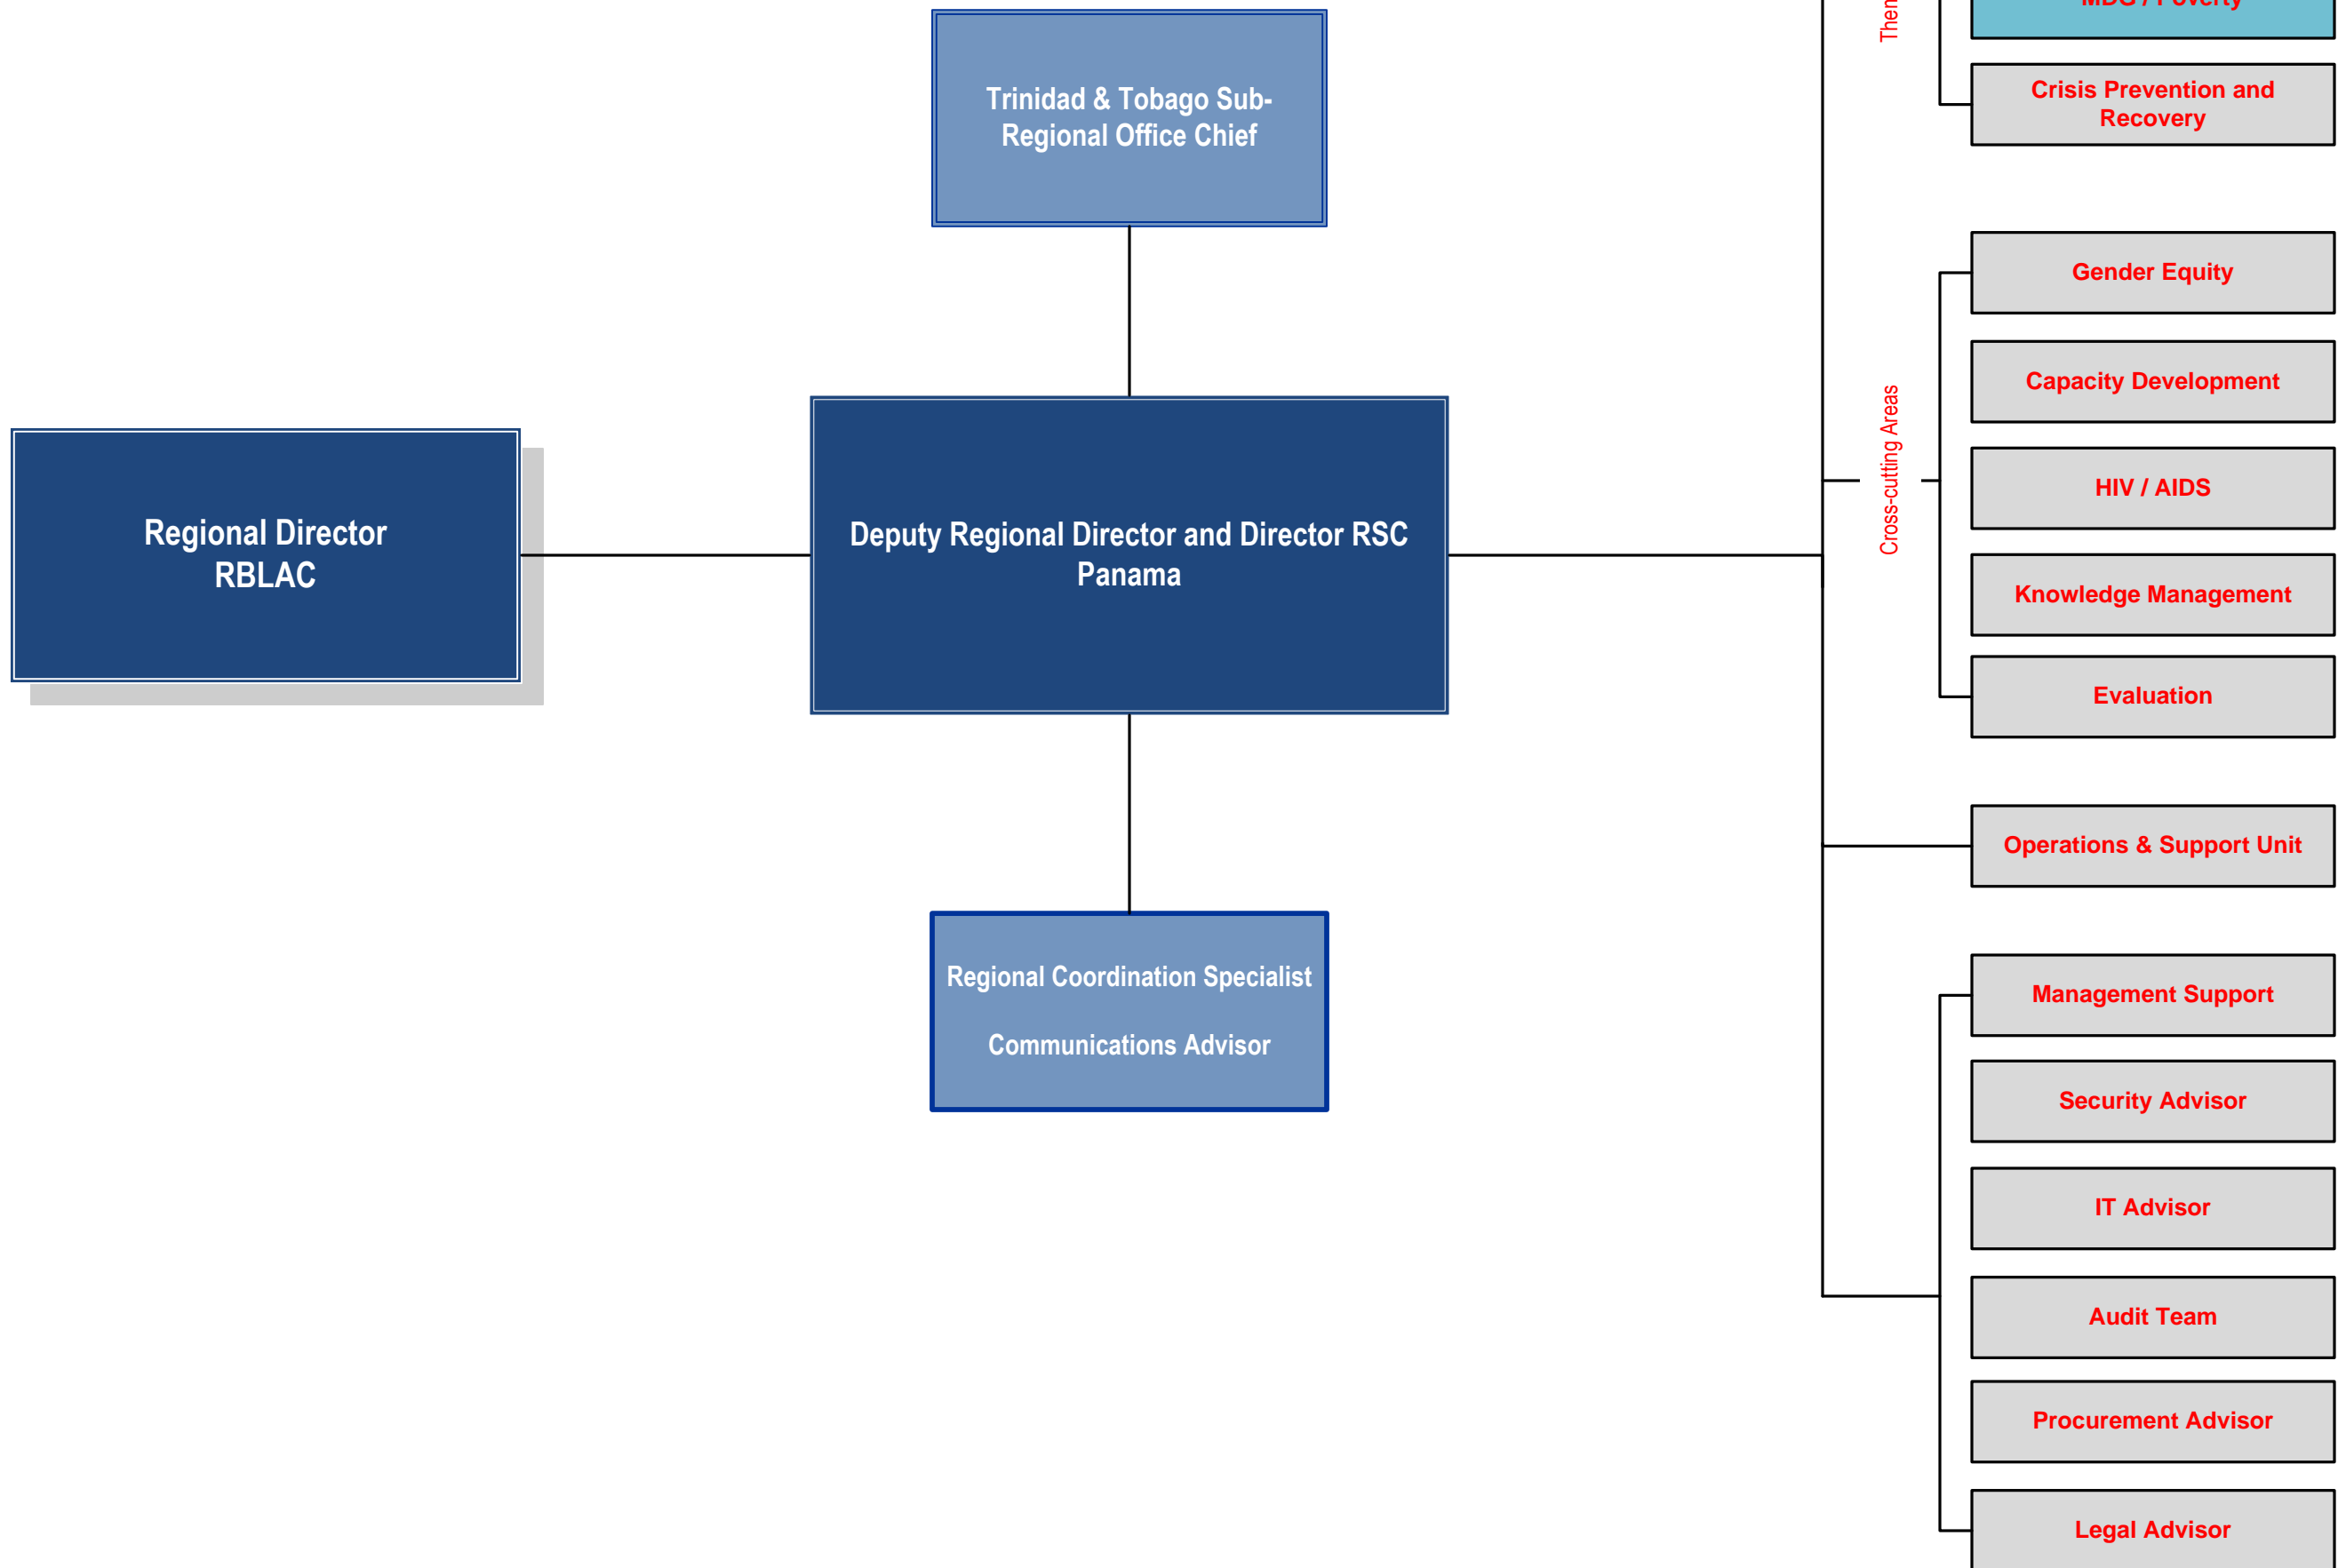 MDG / Poverty
Crisis Prevention and
Recovery
Trinidad & Tobago Sub-
Regional Office Chief
Gender Equity
Capacity Development
Cross-cutting Areas
HIV / AIDS
Knowledge Management
Evaluation
Regional Director
RBLAC
Deputy Regional Director and Director RSC
Panama
Operations & Support Unit
Regional Coordination Specialist
Communications Advisor
Management Support
Security Advisor
IT Advisor
Audit Team
Procurement Advisor
Legal Advisor